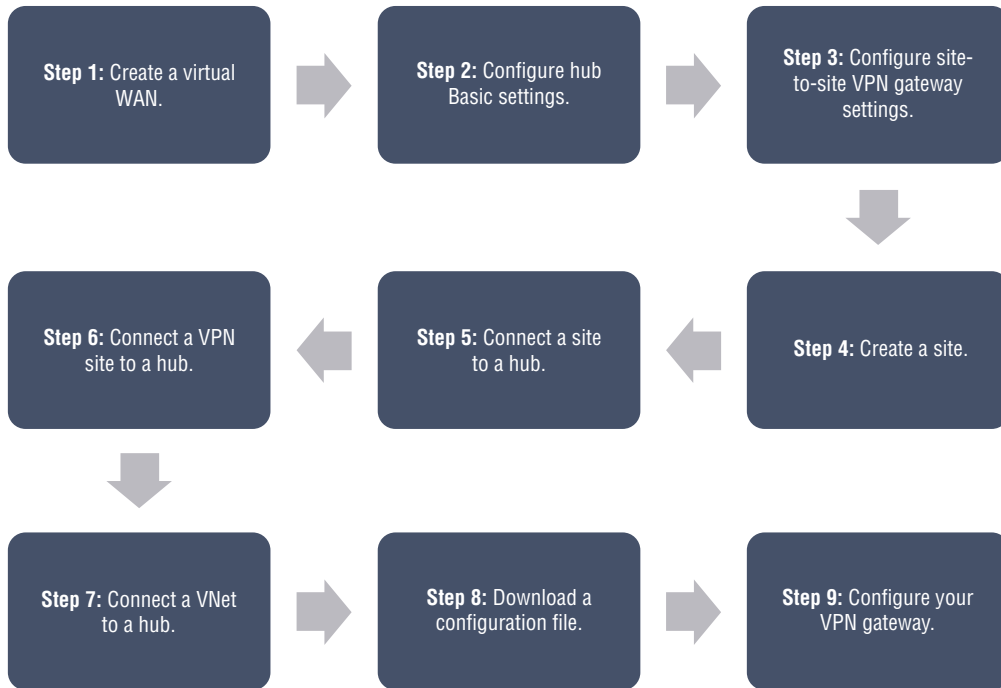 Step 1: Create a virtual
WAN.
Step 2: Configure hub
Basic settings.
Step 3: Configure site-
to-site VPN gateway
settings.
Step 4: Create a site.
Step 5: Connect a site
to a hub.
Step 6: Connect a VPN
site to a hub.
Step 7: Connect a VNet
to a hub.
Step 8: Download a
configuration file.
Step 9: Configure your
VPN gateway.